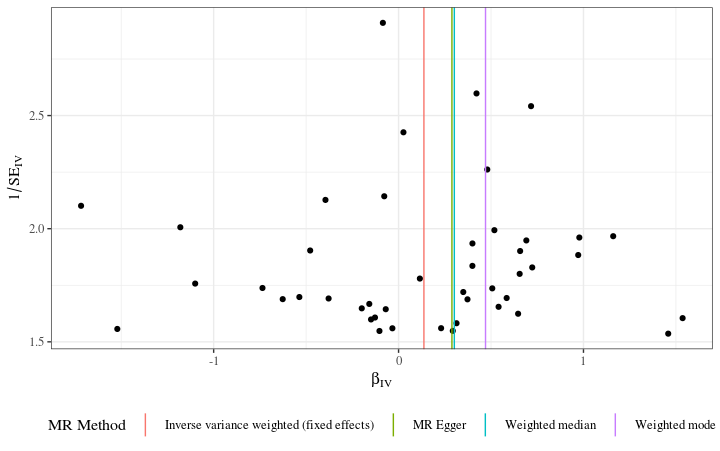 2.5
2.0
1.5
1/SE_IV
-1 0 1
β_IV
MR Method Inverse variance weighted (fixed effects) MR Egger Weighted median Weighted mode